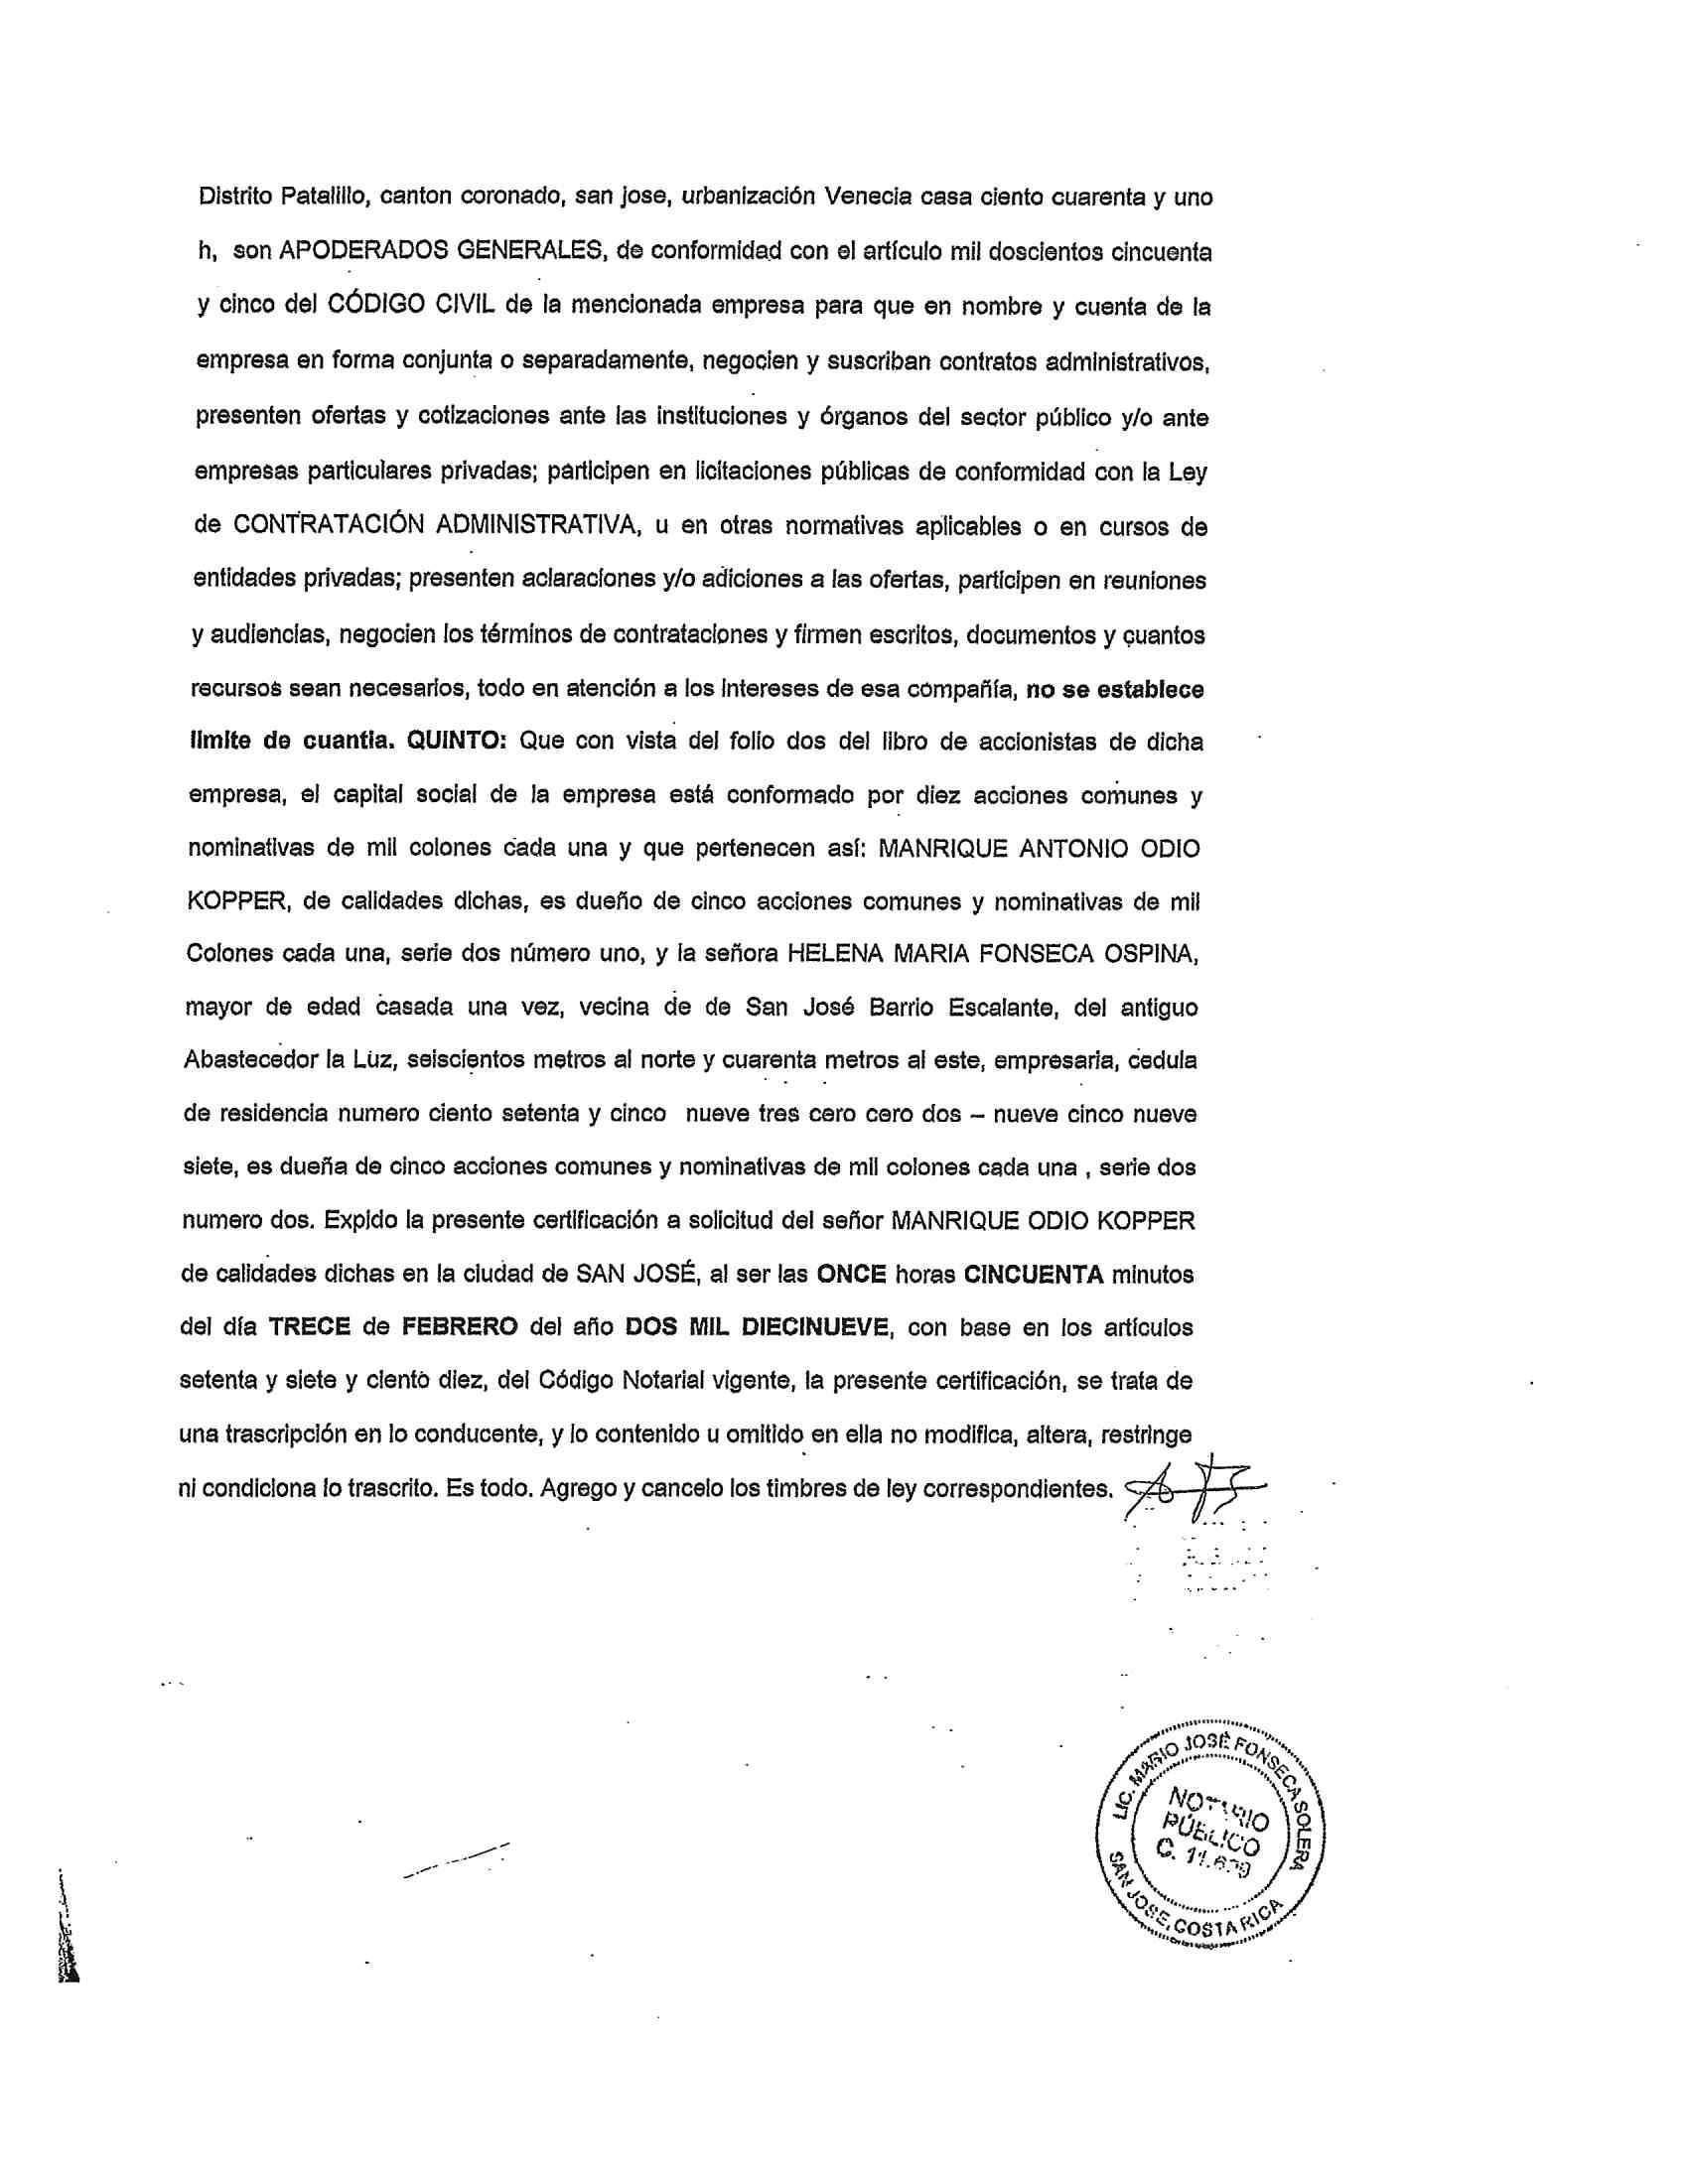 Distrito Patalillo, canton coronado, san jose, urbanización Venecia casa ciento cuarenta y uno
h, son APODERADOS GENERALES, de conformidad con el artículo mil doscientos cincuenta
y cinco del CÓDIGO CIVIL de la mencionada empresa para que en nombre y cuenta de la
empresa en forma conjunta o separadamente, negocien y suscriban contratos administrativos,
presenten ofertas y cotizaciones ante las instituciones y órganos del sector público y/o ante
empresas particulares privadas; participen en licitaciones públicas de conformidad con la Ley
de CONTRATACIÓN ADMINISTRATIVA, u en otras normativas aplicables o en cursos de
entidades privadas; presenten aclaraciones y/o adiciones a las ofertas, participen en reuniones
y audiencias, negocien los términos de contrataciones y firmen escritos, documentos y cuantos
recursos sean necesarios, todo en atención a los intereses de esa compañía, no se establece
limite de cuantia. QUINTO: Que con vista del folio dos del libro de accionistas de dicha
empresa, el capital social de la empresa está conformado por diez acciones comunes y
nominativas de mil colones cada una y que pertenecen así: MANRIQUE ANTONIO ODIO
KOPPER, de calidades dichas, es dueño de cinco acciones comunes y nominativas de mil
Colones cada una, serie dos número uno, y la señora HELENA MARIA FONSECA OSPINA,
mayor de edad casada una vez, vecina de de San José Barrio Escalante, del antiguo
Abastecedor la Luz, seiscientos metros al norte y cuarenta metros al este, empresaria, cedula
de residencia numero ciento setenta y cinco nueve tres cero cero dos – nueve cinco nueve
siete, es dueña de cinco acciones comunes y nominativas de mil colones cada una , serie dos
numero dos. Expido la presente certificación a solicitud del señor MANRIQUE ODIO KOPPER
de calidades dichas en la ciudad de SAN JOSÉ, al ser las ONCE horas CINCUENTA minutos
del día TRECE de FEBRERO del año DOS MIL DIECINUEVE, con base en los artículos
setenta y siete y ciento diez, del Código Notarial vigente, la presente certificación, se trata de
una trascripción en lo conducente, y lo contenido u omitido en ella no modifica, altera, restringe
ni condiciona lo trascrito. Es todo. Agrego y cancelo los timbres de ley correspondientes.
LIC. MARIO JOSÉ FONSECA SOLERA
NOTARIO
PÚBLICO
C.
SAN JOSE, COSTA RICA